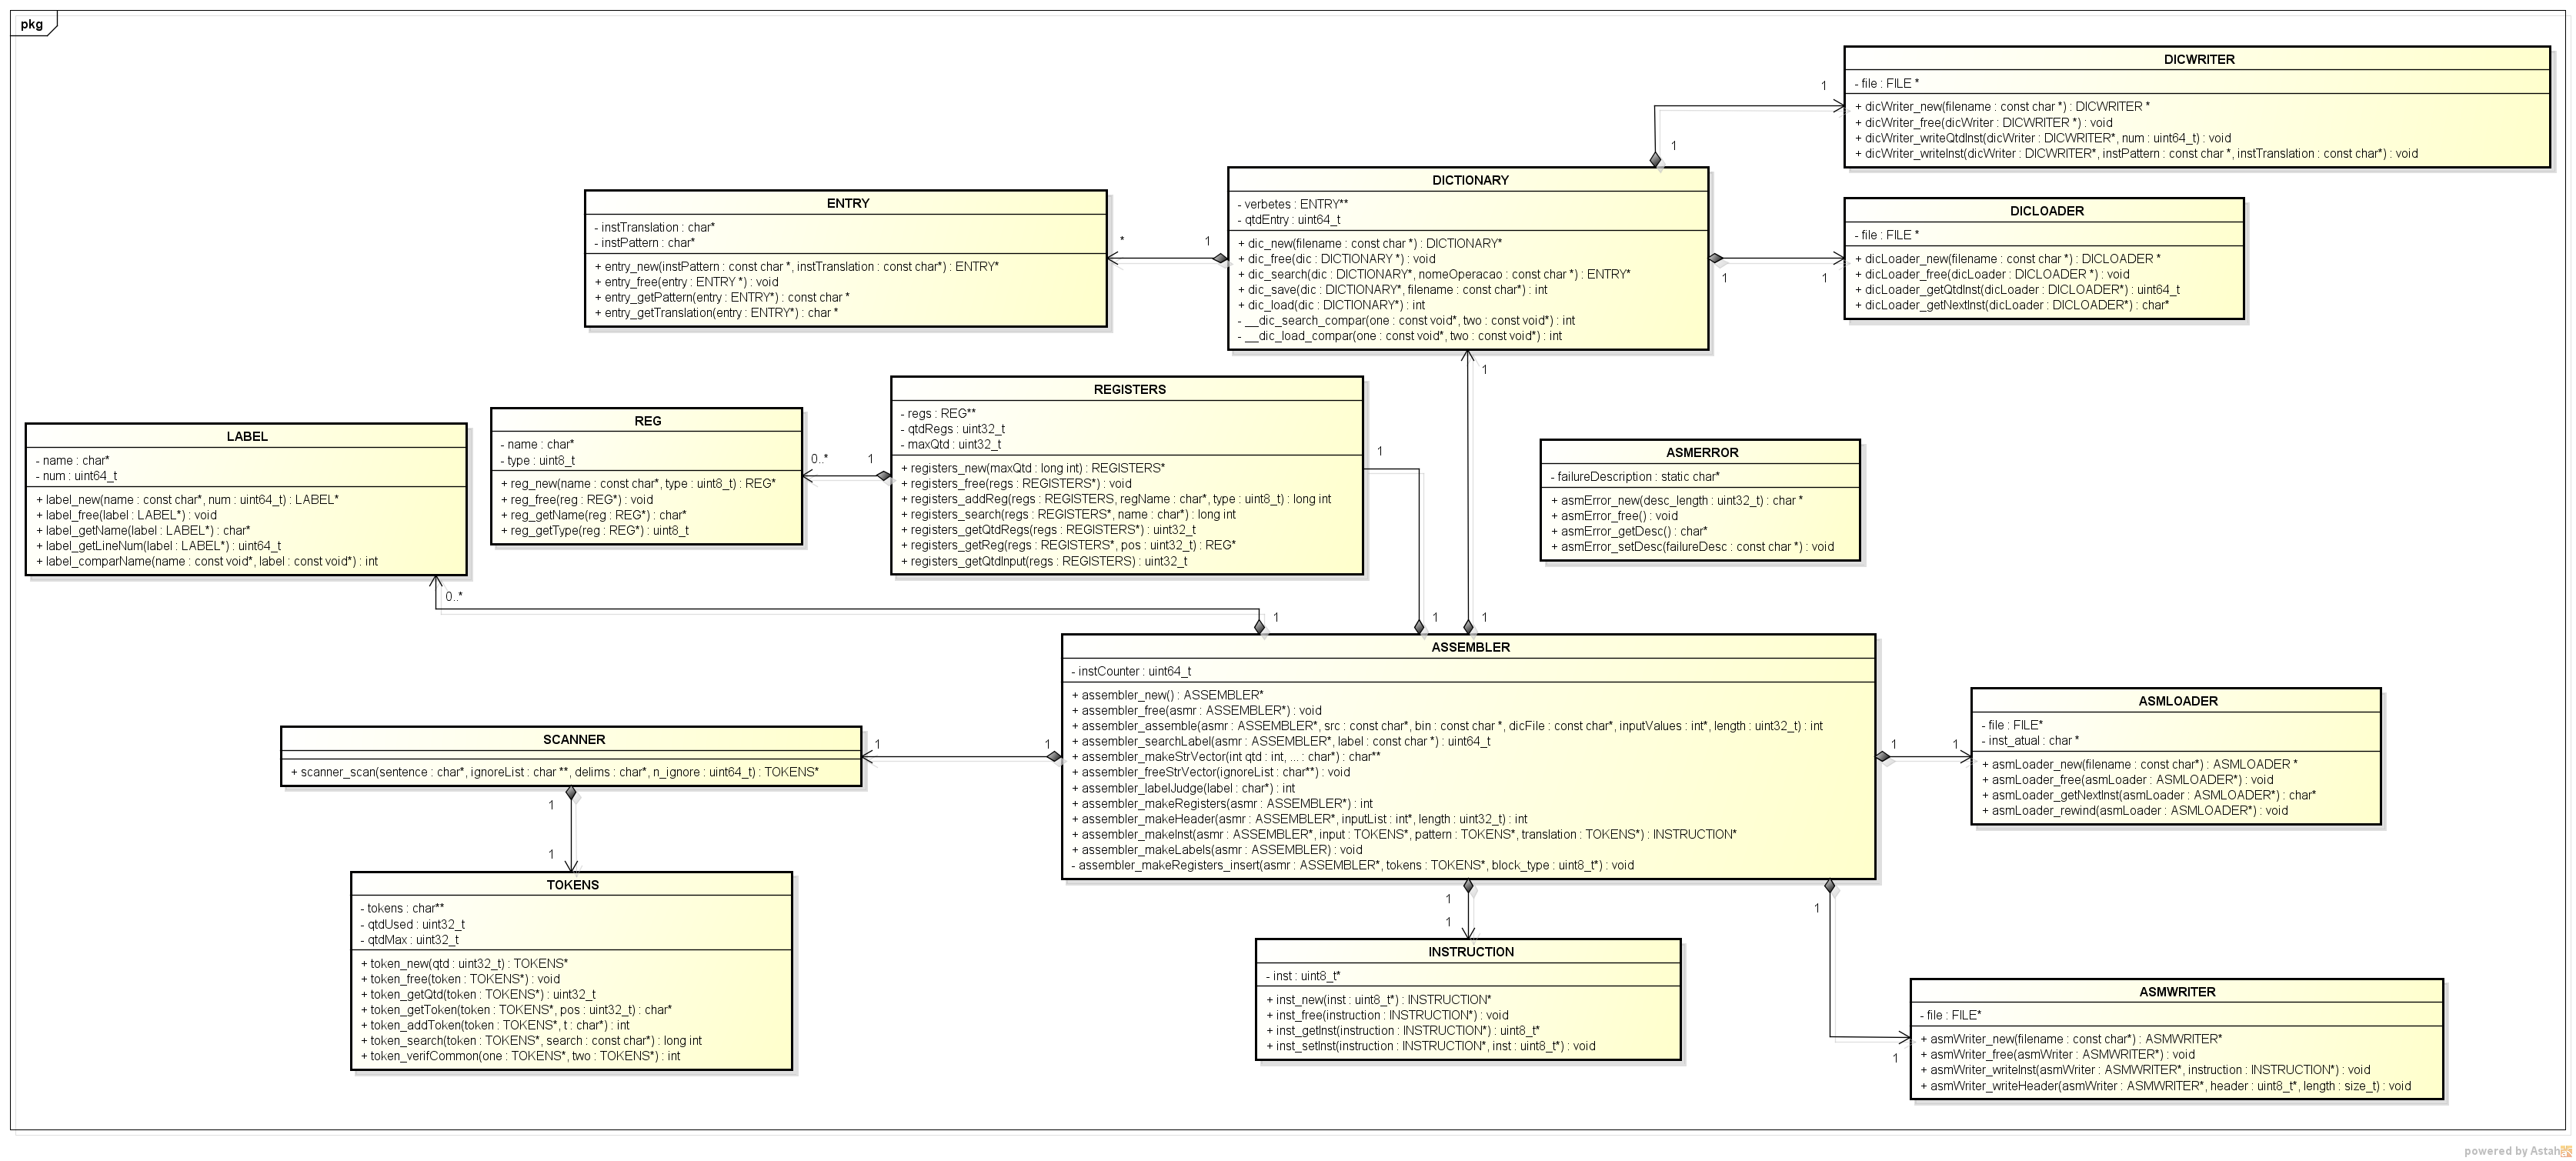 pkg
DICWRITER
- file : FILE *
+ dicWriter_new(filename : const char *) : DICWRITER *
+ dicWriter_free(dicWriter : DICWRITER *) : void
+ dicWriter_writeQtdInst(dicWriter : DICWRITER*, num : uint64_t) : void
+ dicWriter_writeInst(dicWriter : DICWRITER*, instPattern : const char *, instTranslation : const char*) : void
1
1
DICTIONARY
- verbetes : ENTRY**
- qtdEntry : uint64_t
+ dic_new(filename : const char *) : DICTIONARY*
+ dic_free(dic : DICTIONARY *) : void
+ dic_search(dic : DICTIONARY*, nomeOperacao : const char *) : ENTRY*
+ dic_save(dic : DICTIONARY*, filename : const char*) : int
+ dic_load(dic : DICTIONARY*) : int
- __dic_search_compar(one : const void*, two : const void*) : int
- __dic_load_compar(one : const void*, two : const void*) : int
ENTRY
- instTranslation : char*
- instPattern : char*
+ entry_new(instPattern : const char *, instTranslation : const char*) : ENTRY*
+ entry_free(entry : ENTRY *) : void
+ entry_getPattern(entry : ENTRY*) : const char *
+ entry_getTranslation(entry : ENTRY*) : char *
*
1
DICLOADER
- file : FILE *
+ dicLoader_new(filename : const char *) : DICLOADER *
+ dicLoader_free(dicLoader : DICLOADER *) : void
+ dicLoader_getQtdInst(dicLoader : DICLOADER*) : uint64_t
+ dicLoader_getNextInst(dicLoader : DICLOADER*) : char*
1
1
1
REGISTERS
- regs : REG**
- qtdRegs : uint32_t
- maxQtd : uint32_t
+ registers_new(maxQtd : long int) : REGISTERS*
+ registers_free(regs : REGISTERS*) : void
+ registers_addReg(regs : REGISTERS, regName : char*, type : uint8_t) : long int
+ registers_search(regs : REGISTERS*, name : char*) : long int
+ registers_getQtdRegs(regs : REGISTERS*) : uint32_t
+ registers_getReg(regs : REGISTERS*, pos : uint32_t) : REG*
+ registers_getQtdInput(regs : REGISTERS) : uint32_t
1
REG
- name : char*
- type : uint8_t
+ reg_new(name : const char*, type : uint8_t) : REG*
+ reg_free(reg : REG*) : void
+ reg_getName(reg : REG*) : char*
+ reg_getType(reg : REG*) : uint8_t
0..*
1
LABEL
- name : char*
- num : uint64_t
+ label_new(name : const char*, num : uint64_t) : LABEL*
+ label_free(label : LABEL*) : void
+ label_getName(label : LABEL*) : char*
+ label_getLineNum(label : LABEL*) : uint64_t
+ label_comparName(name : const void*, label : const void*) : int
0..*
ASMERROR
- failureDescription : static char*
+ asmError_new(desc_length : uint32_t) : char *
+ asmError_free() : void
+ asmError_getDesc() : char*
+ asmError_setDesc(failureDesc : const char *) : void
1
1
1
ASSEMBLER
- instCounter : uint64_t
+ assembler_new() : ASSEMBLER*
+ assembler_free(asmr : ASSEMBLER*) : void
+ assembler_assemble(asmr : ASSEMBLER*, src : const char*, bin : const char *, dicFile : const char*, inputValues : int*, length : uint32_t) : int
+ assembler_searchLabel(asmr : ASSEMBLER*, label : const char *) : uint64_t
+ assembler_makeStrVector(int qtd : int, ... : char*) : char**
+ assembler_freeStrVector(ignoreList : char**) : void
+ assembler_labelJudge(label : char*) : int
+ assembler_makeRegisters(asmr : ASSEMBLER*) : int
+ assembler_makeHeader(asmr : ASSEMBLER*, inputList : int*, length : uint32_t) : int
+ assembler_makeInst(asmr : ASSEMBLER*, input : TOKENS*, pattern : TOKENS*, translation : TOKENS*) : INSTRUCTION*
+ assembler_makeLabels(asmr : ASSEMBLER) : void
- assembler_makeRegisters_insert(asmr : ASSEMBLER*, tokens : TOKENS*, block_type : uint8_t*) : void
SCANNER
+ scanner_scan(sentence : char*, ignoreList : char **, delims : char*, n_ignore : uint64_t) : TOKENS*
1
1
1
1
TOKENS
- tokens : char**
- qtdUsed : uint32_t
- qtdMax : uint32_t
+ token_new(qtd : uint32_t) : TOKENS*
+ token_free(token : TOKENS*) : void
+ token_getQtd(token : TOKENS*) : uint32_t
+ token_getToken(token : TOKENS*, pos : uint32_t) : char*
+ token_addToken(token : TOKENS*, t : char*) : int
+ token_search(token : TOKENS*, search : const char*) : long int
+ token_verifCommon(one : TOKENS*, two : TOKENS*) : int
ASMLOADER
- file : FILE*
- inst_atual : char *
+ asmLoader_new(filename : const char*) : ASMLOADER *
+ asmLoader_free(asmLoader : ASMLOADER*) : void
+ asmLoader_getNextInst(asmLoader : ASMLOADER*) : char*
+ asmLoader_rewind(asmLoader : ASMLOADER*) : void
1
1
1
1
INSTRUCTION
- inst : uint8_t*
+ inst_new(inst : uint8_t*) : INSTRUCTION*
+ inst_free(instruction : INSTRUCTION*) : void
+ inst_getInst(instruction : INSTRUCTION*) : uint8_t*
+ inst_setInst(instruction : INSTRUCTION*, inst : uint8_t*) : void
1
1
ASMWRITER
- file : FILE*
+ asmWriter_new(filename : const char*) : ASMWRITER*
+ asmWriter_free(asmWriter : ASMWRITER*) : void
+ asmWriter_writeInst(asmWriter : ASMWRITER*, instruction : INSTRUCTION*) : void
+ asmWriter_writeHeader(asmWriter : ASMWRITER*, header : uint8_t*, length : size_t) : void
powered by Astah